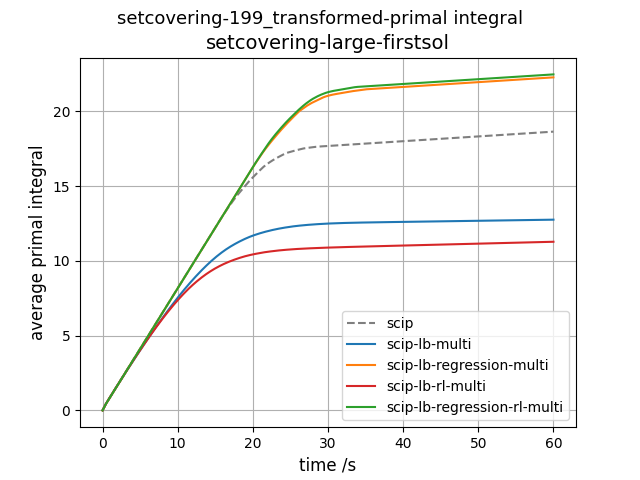 setcovering-199_transformed-primal integral
setcovering-large-firstsol
average primal integral
20
15
10
5
0
0 10 20 30 40 50 60
time /s
scip
scip-lb-multi
scip-lb-regression-multi
scip-lb-rl-multi
scip-lb-regression-rl-multi